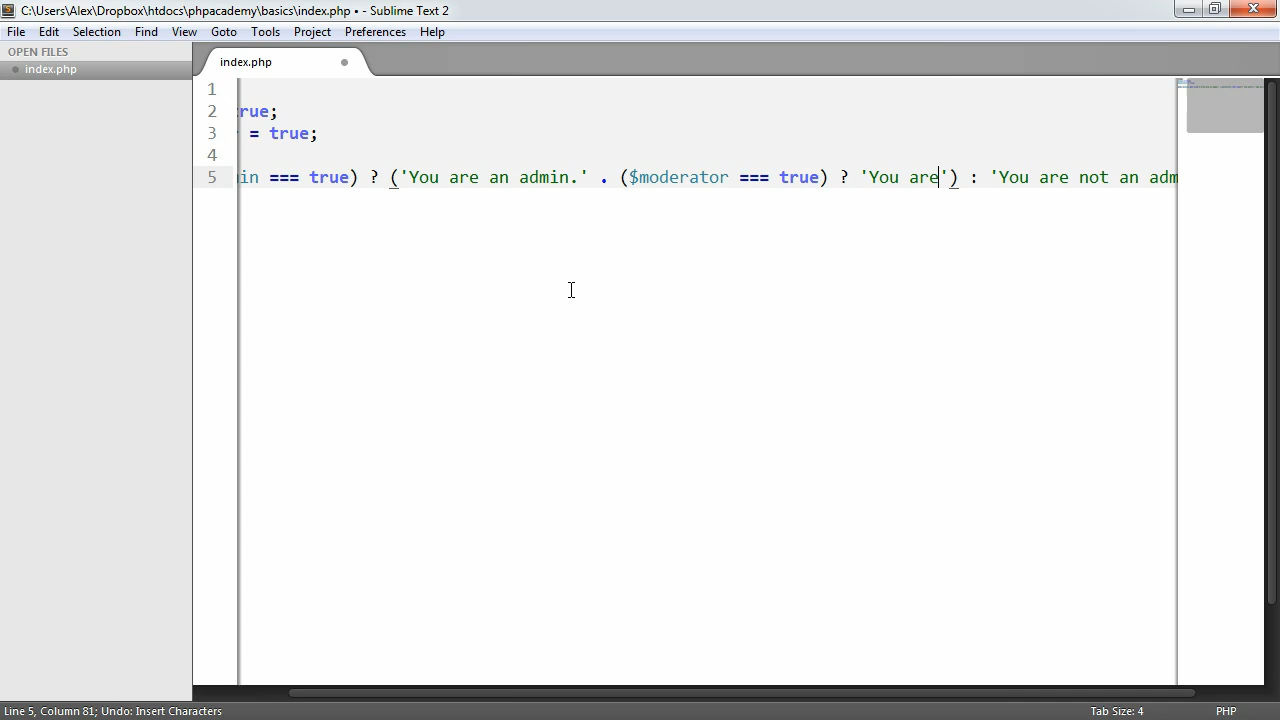 C:\Users\Alex\Dropbox\htdocs\phpacademy\basics\index.php • - Sublime Text 2
File Edit Selection Find View Goto Tools Project Preferences Help
OPEN FILES
index.php
index.php
1
2 rue;
3 = true;
4
5 in === true) ? ('You are an admin.' . ($moderator === true) ? 'You are') : 'You are not an adm
Line 5, Column 81; Undo: Insert Characters
Tab Size: 4
PHP